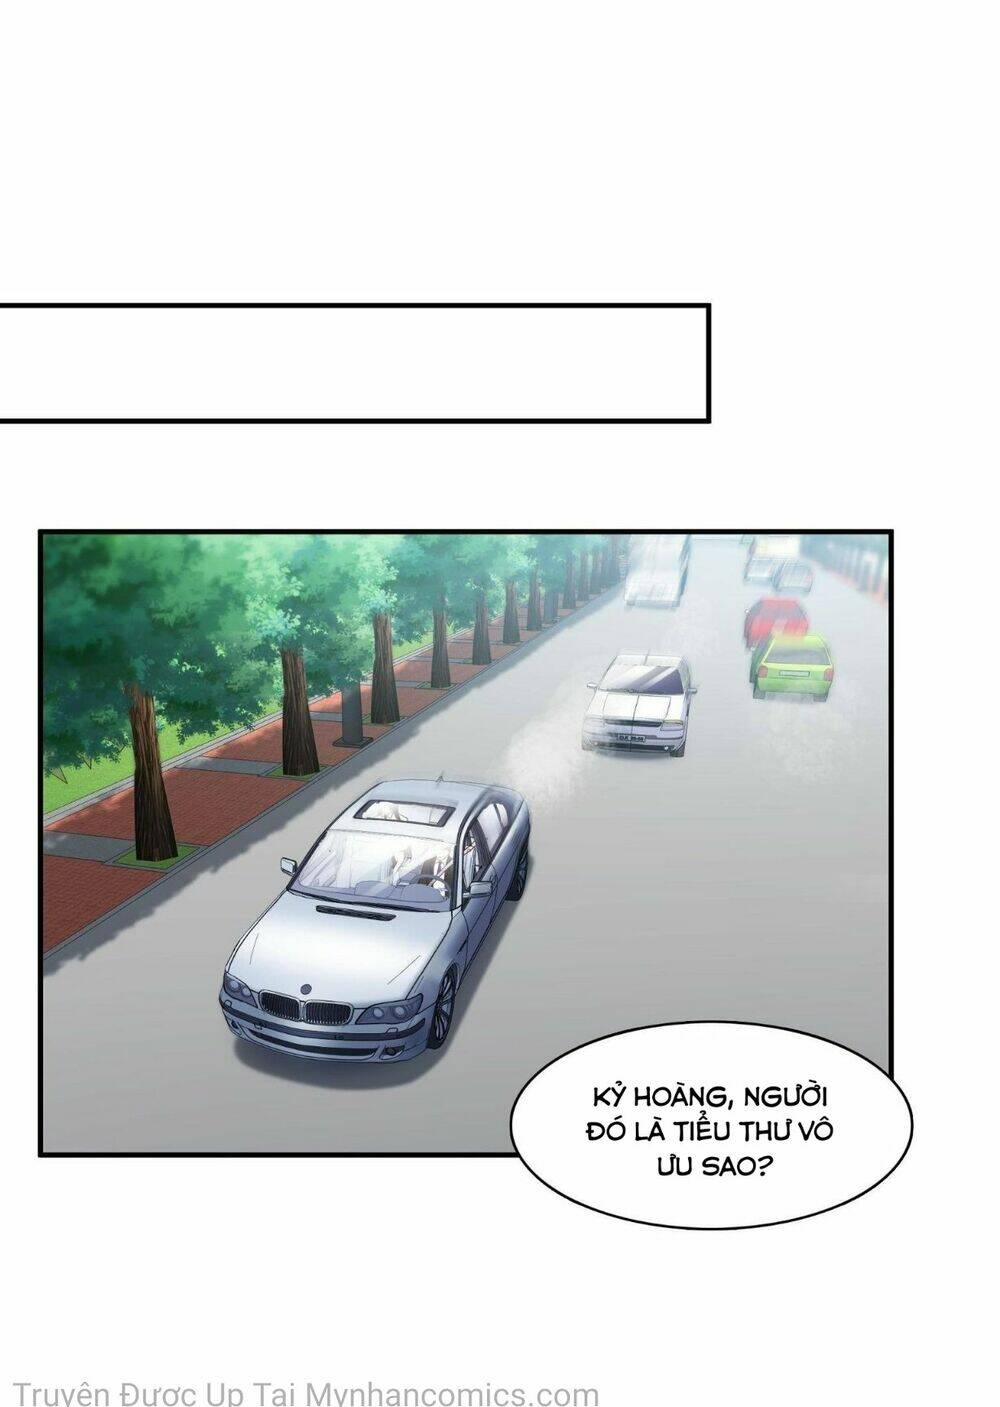 KỶ HOÀNG, NGƯỜI
ĐÓ LÀ TIỂU THƯ VÔ
ƯU SAO?
Truyện Được Up Tại Mynhancomics.com